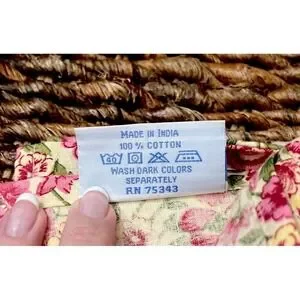 MADE IN INDIA
100 % COTTON
WASH DARK COLORS
SEPARATELY
RN 75343